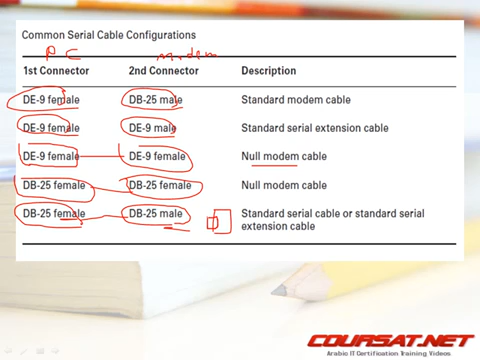 Common Serial Cable Configurations
PC modem
1st Connector 2nd Connector Description
DE-9 female DB-25 male Standard modem cable
DE-9 female DE-9 male Standard serial extension cable
DE-9 female DE-9 female Null modem cable
DB-25 female DB-25 female Null modem cable
DB-25 female DB-25 male Standard serial cable or standard serial
extension cable
COURSAT.NET
Arabic IT Certification Training Videos